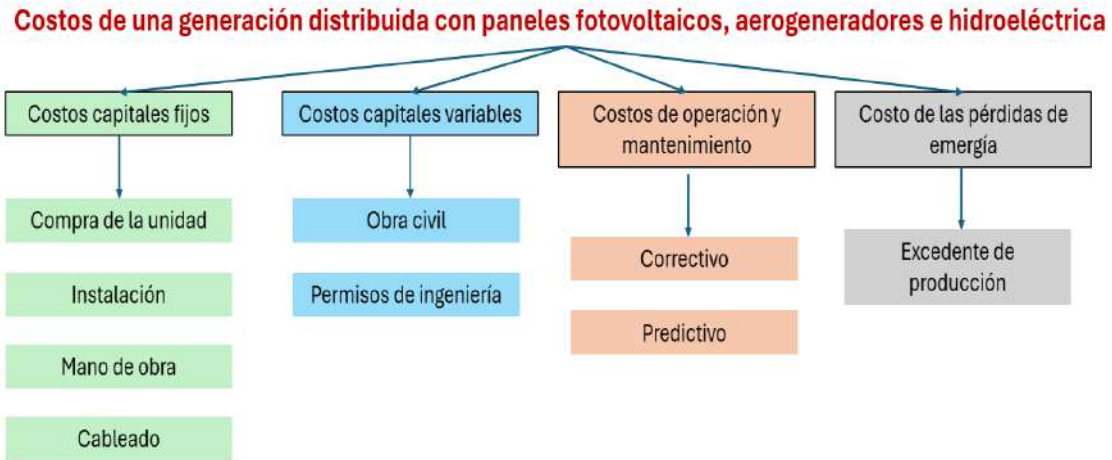 Costos de una generación distribuida con paneles fotovoltaicos, aerogeneradores e hidroeléctrica
Costos capitales fijos
Compra de la unidad
Instalación
Mano de obra
Cableado
Costos capitales variables
Obra civil
Permisos de ingeniería
Costos de operación y
mantenimiento
Correctivo
Predictivo
Costo de las pérdidas de
emergía
Excedente de
producción